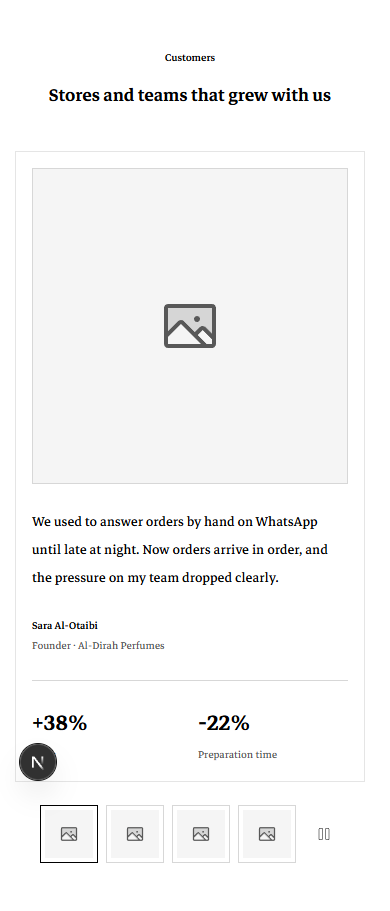 Customers
Stores and teams that grew with us
We used to answer orders by hand on WhatsApp
until late at night. Now orders arrive in order, and
the pressure on my team dropped clearly.
Sara Al-Otaibi
Founder · Al-Dirah Perfumes
+38%
-22%
Preparation time
N